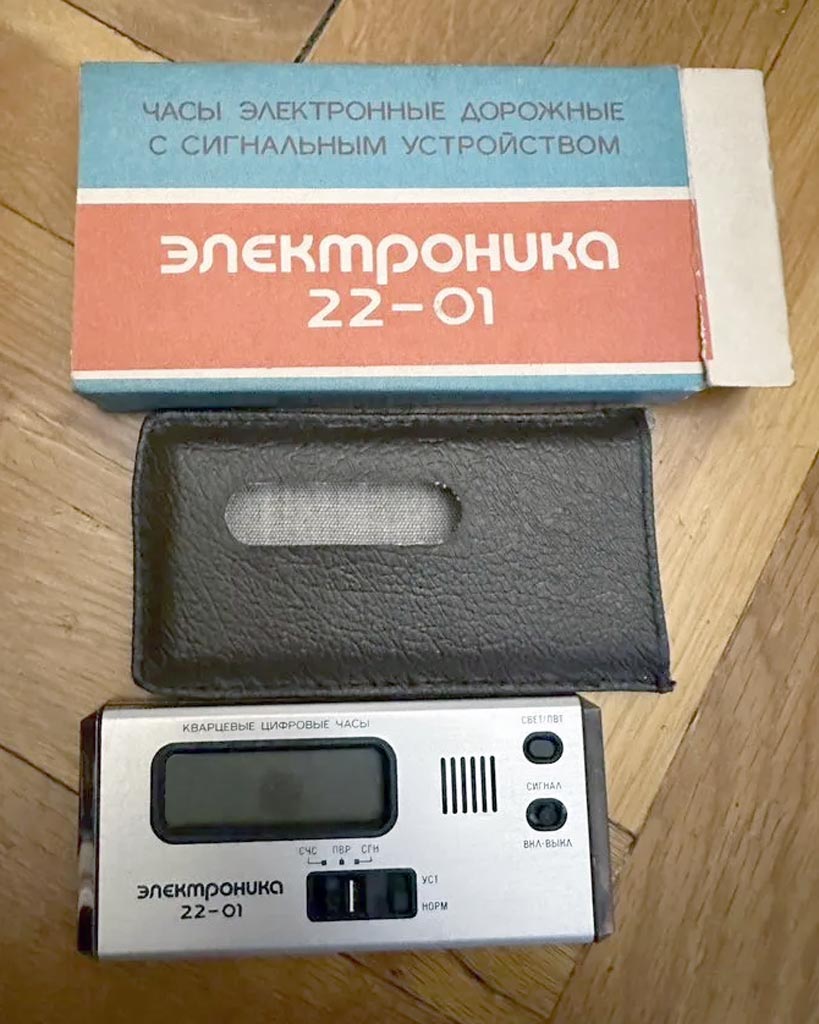 ЧАСЫ ЭЛЕКТРОННЫЕ ДОРОЖНЫЕ
С СИГНАЛЬНЫМ УСТРОЙСТВОМ
ЭЛЕКТРОНИКА
22-01
КВАРЦЕВЫЕ ЦИФРОВЫЕ ЧАСЫ
СВЕТ/ПВТ
СИГНАЛ
ВКЛ-ВЫКЛ
СЧС ПВР СГН
УСТ
НОРМ
ЭЛЕКТРОНИКА
22-01